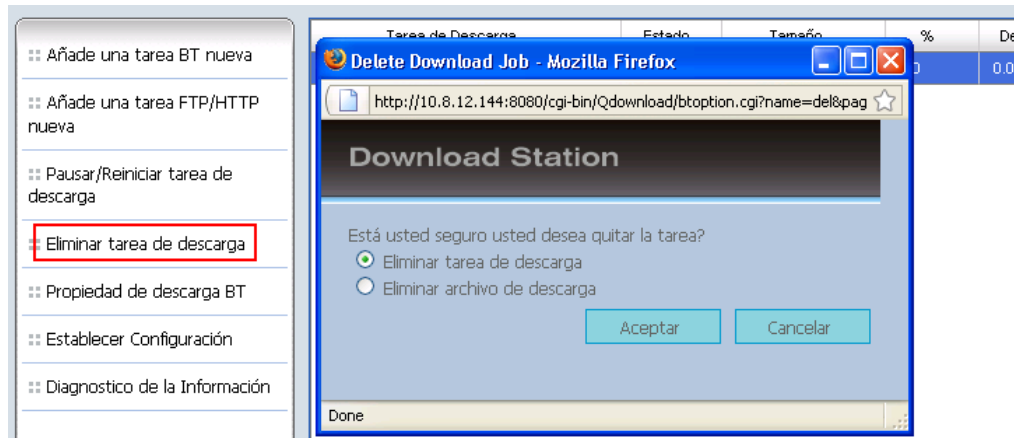 Añade una tarea BT nueva
Añade una tarea FTP/HTTP
nueva
Pausar/Reiniciar tarea de
descarga
Eliminar tarea de descarga
Propiedad de descarga BT
Establecer Configuración
Diagnostico de la Información
Tarea de Descarga Estado Tamaño % De
0.0
Delete Download Job - Mozilla Firefox
http://10.8.12.144:8080/cgi-bin/Qdownload/btoption.cgi?name=del&pag
Download Station
Está usted seguro usted desea quitar la tarea?
Eliminar tarea de descarga
Eliminar archivo de descarga
Aceptar Cancelar
Done